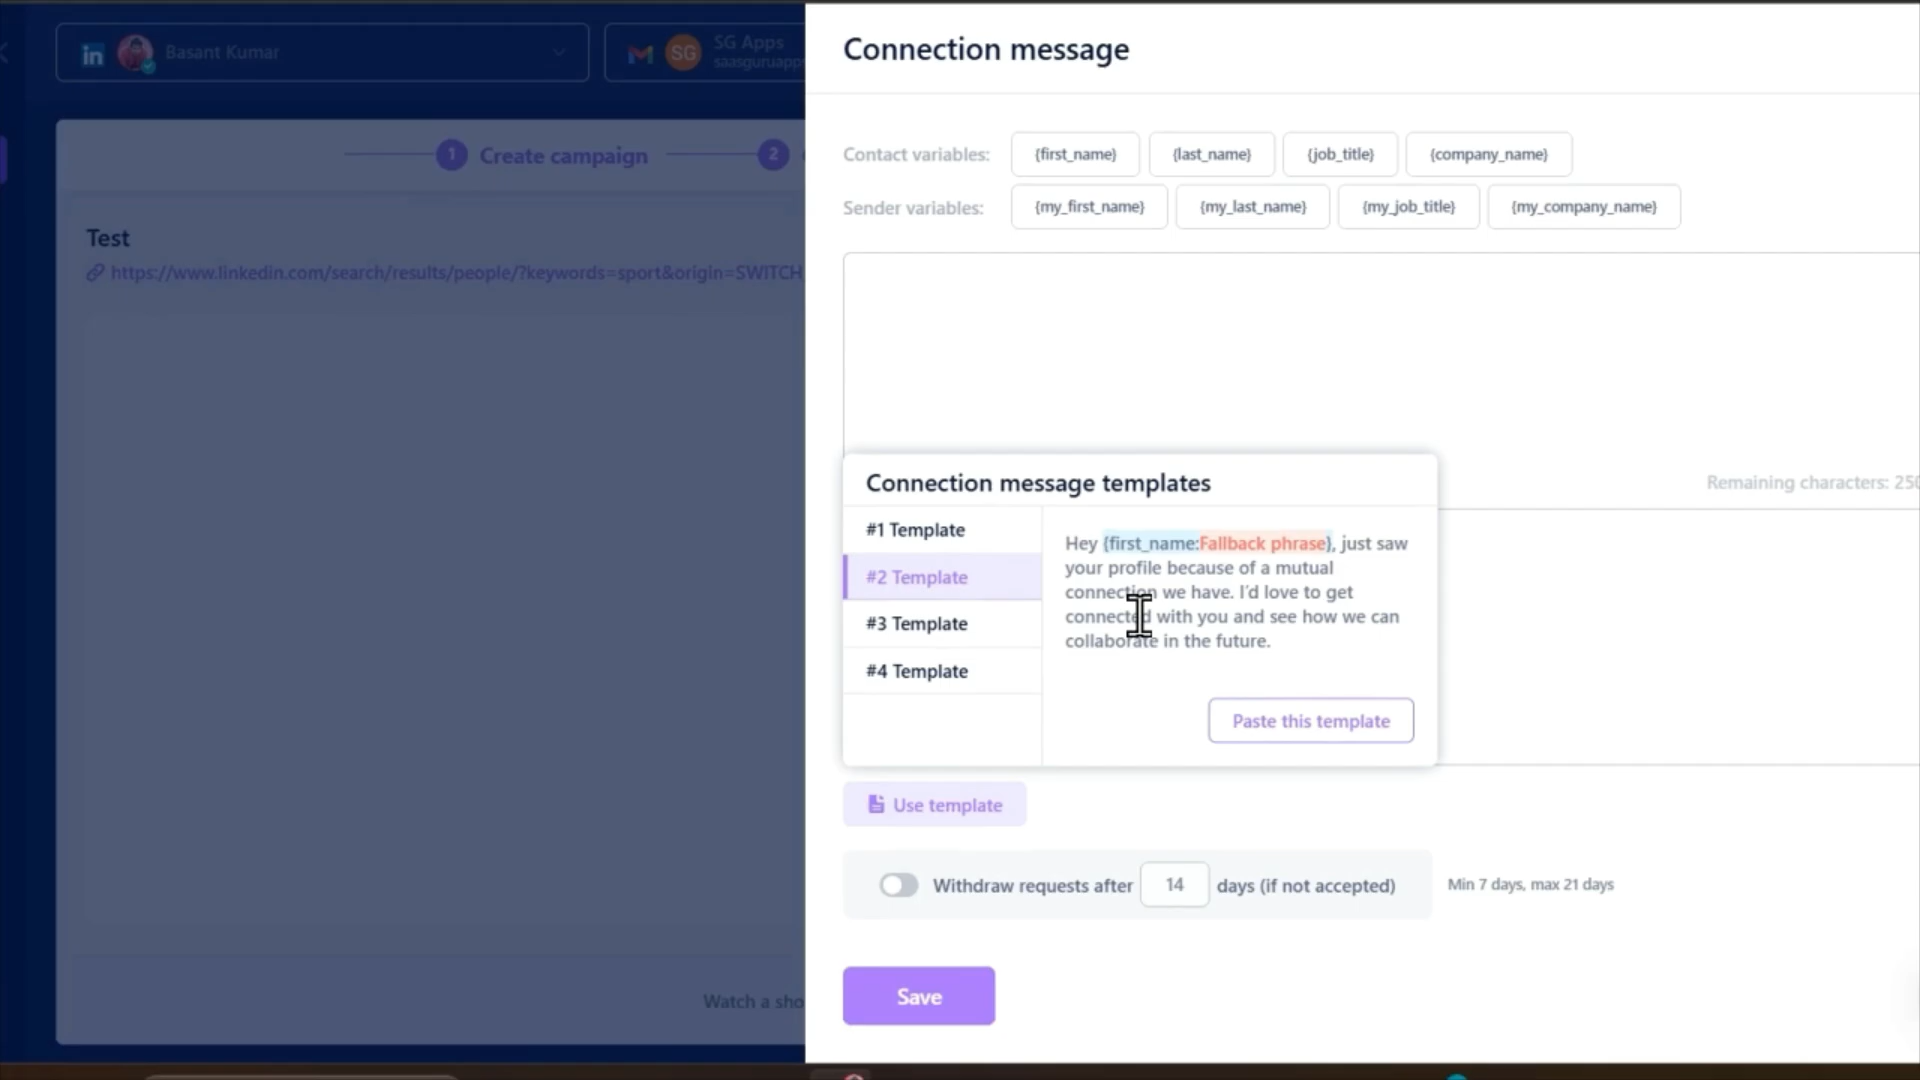 Basant Kumar
SG
SG Apps
saasguruapps
1 Create campaign
2
Test
https://www.linkedin.com/search/results/people/?keywords=sport&origin=SWITCH
Watch a sho
Connection message
Contact variables: {first_name} {last_name} {job_title} {company_name}
Sender variables: {my_first_name} {my_last_name} {my_job_title} {my_company_name}
Remaining characters: 250
Connection message templates
#1 Template
#2 Template
#3 Template
#4 Template
Hey {first_name:Fallback phrase}, just saw
your profile because of a mutual
connection we have. I'd love to get
connected with you and see how we can
collaborate in the future.
Paste this template
Use template
Withdraw requests after 14 days (if not accepted) Min 7 days, max 21 days
Save